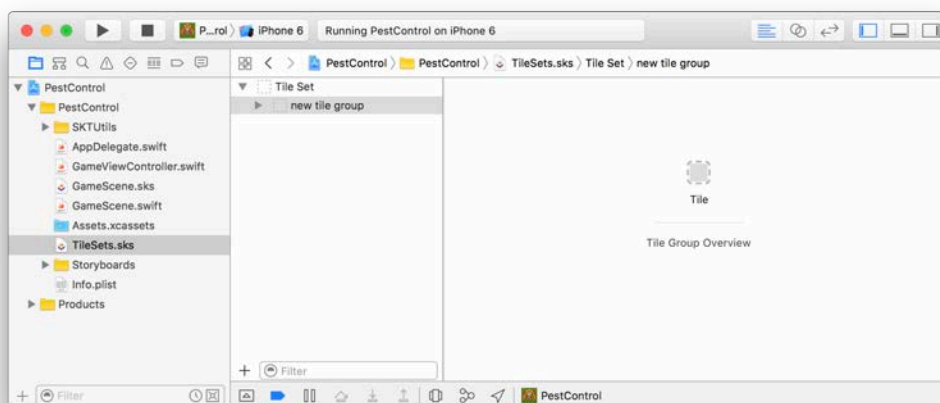 P...rol iPhone 6 Running PestControl on iPhone 6
PestControl PestControl TileSets.sks Tile Set new tile group
PestControl
PestControl
SKTUtils
AppDelegate.swift
GameViewController.swift
GameScene.sks
GameScene.swift
Assets.xcassets
TileSets.sks
Storyboards
Info.plist
Products
Filter
Tile Set
new tile group
Filter
Tile
Tile Group Overview
PestControl